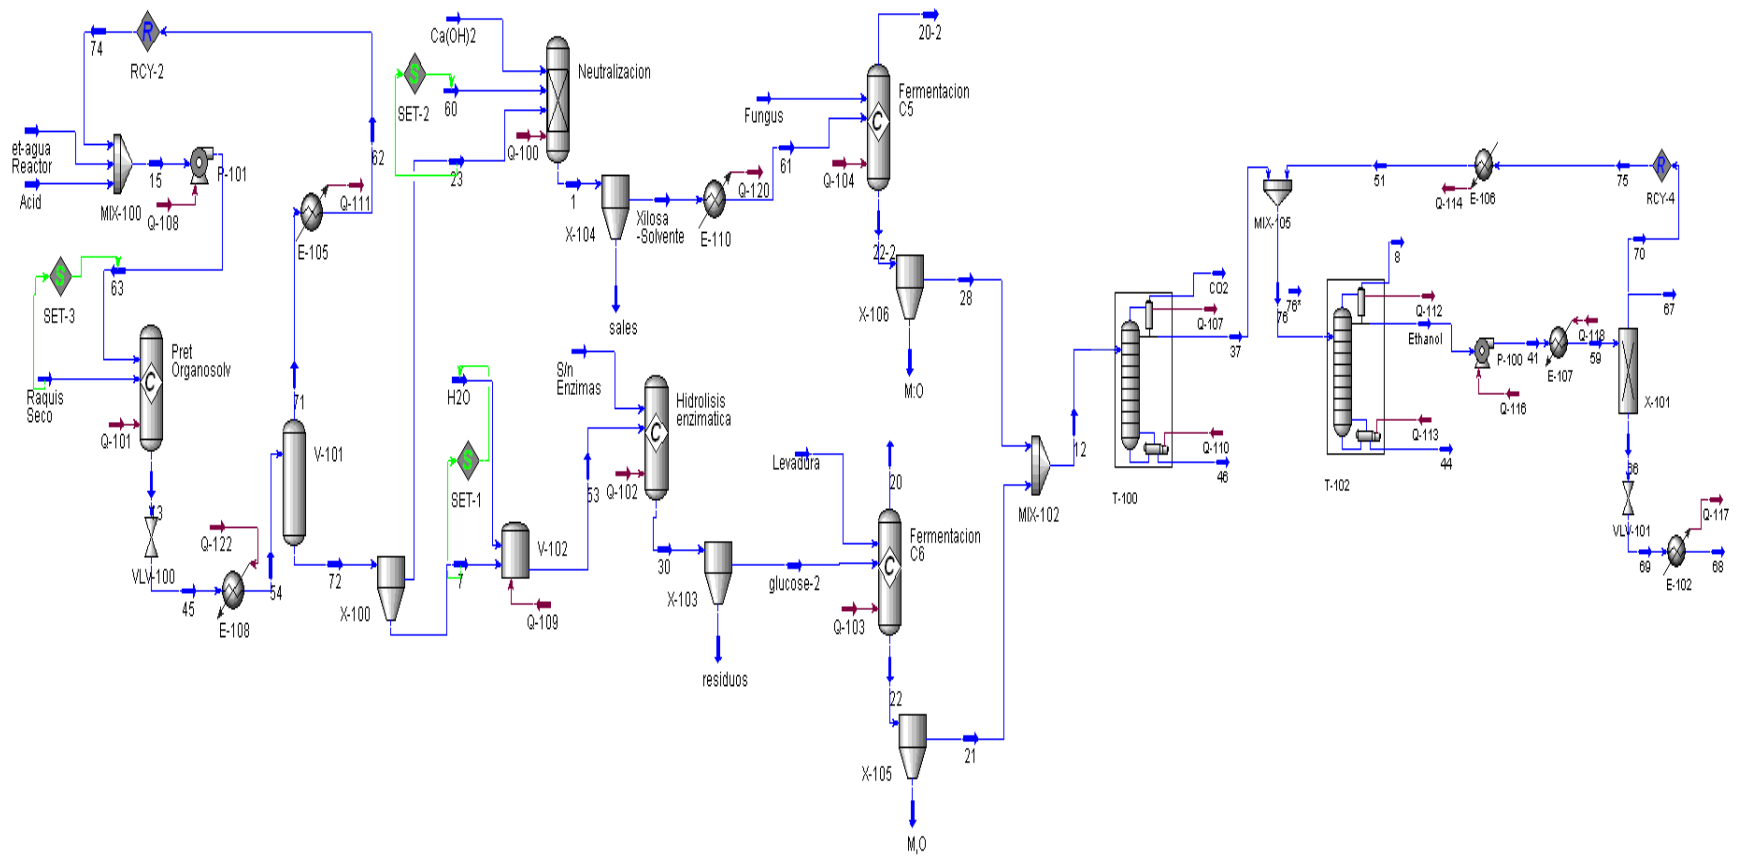 74
RCY-2
et-agua
Reactor
Acid
MIX-100
15
Q-108
P-101
62
Q-111
E-105
63
SET-3
Pret
Organosolv
Raquis
Seco
Q-101
3
VLV-100
45
Q-122
E-108
54
71
V-101
72
X-100
Ca(OH)2
SET-2
60
23
Neutralizacion
Q-100
1
X-104
sales
Xilosa
-Solvente
E-110
Q-120
61
Fungus
20-2
Fermentacion
C5
Q-104
22-2
X-106
28
M:O
H2O
SET-1
7
V-102
Q-109
53
S/n
Enzimas
Hidrolisis
enzimatica
Q-102
30
X-103
residuos
glucose-2
Levadura
20
Fermentacion
C6
Q-103
22
X-105
21
M,O
MIX-102
12
T-100
CO2
Q-107
37
Q-110
46
MIX-105
76
76*
51
Q-114
E-106
75
RCY-4
70
67
8
Q-112
Ethanol
Q-113
44
T-102
P-100
Q-116
41
E-107
Q-118
59
X-101
VLV-101
69
E-102
Q-117
68